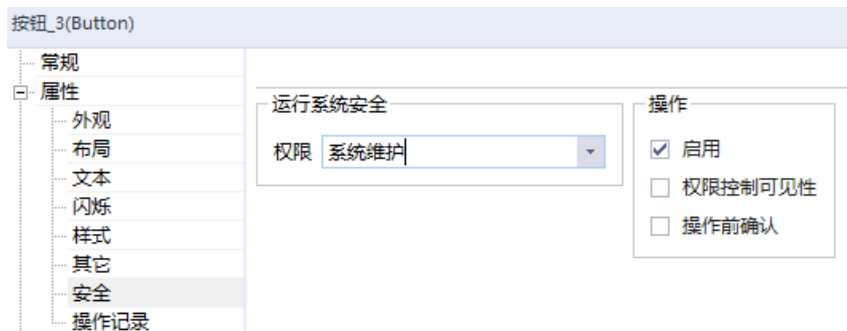 按钮_3(Button)
常规
属性
外观
布局
文本
闪烁
样式
其它
安全
操作记录
运行系统安全
权限 系统维护
操作
启用
权限控制可见性
操作前确认